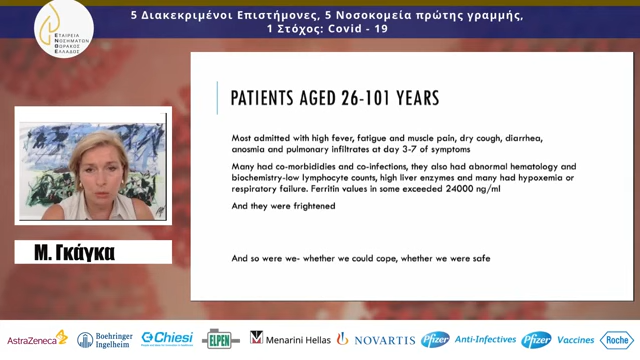 5 Διακεκριμένοι Επιστήμονες, 5 Νοσοκομεία πρώτης γραμμής,
1 Στόχος: Covid - 19
ΕΤΑΙΡΕΙΑ
ΝΟΣΗΜΑΤΩΝ
ΘΩΡΑΚΟΣ
ΕΛΛΑΔΟΣ
PATIENTS AGED 26-101 YEARS
Most admitted with high fever, fatigue and muscle pain, dry cough, diarrhea,
anosmia and pulmonary infiltrates at day 3-7 of symptoms
Many had co-morbididies and co-infections, they also had abnormal hematology and
biochemistry-low lymphocyte counts, high liver enzymes and many had hypoxemia or
respiratory failure. Ferritin values in some exceeded 24000 ng/ml
And they were frightened
And so were we- whether we could cope, whether we were safe
Μ. Γκάγκα
AstraZeneca
Boehringer
Ingelheim
Chiesi
ELPEN
Menarini Hellas
NOVARTIS
Pfizer
Anti-Infectives
Pfizer
Vaccines
Roche